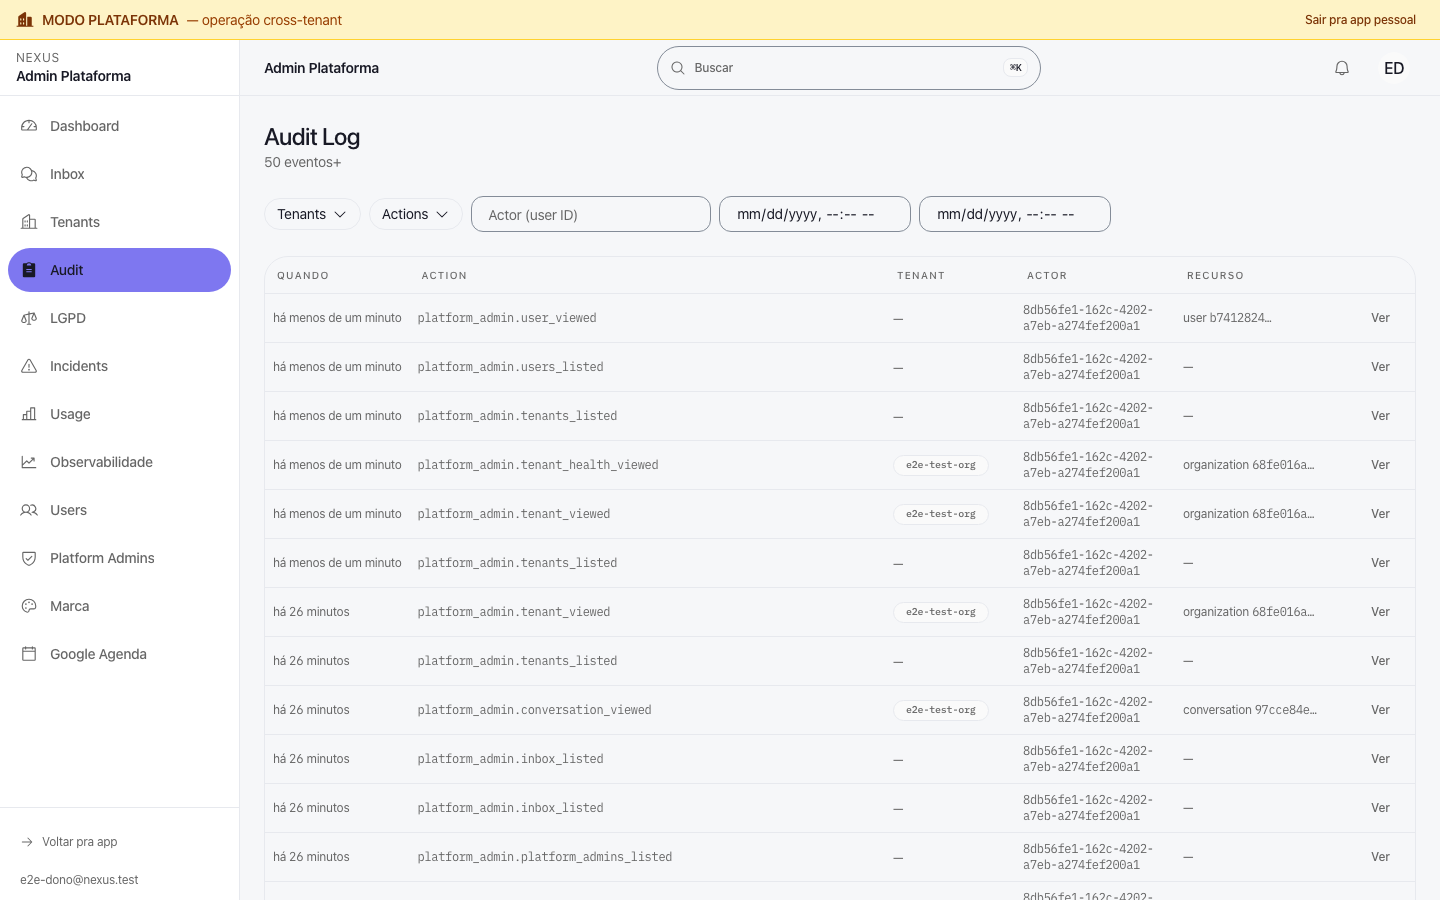 MODO PLATAFORMA — operação cross-tenant
Sair pra app pessoal
NEXUS
Admin Plataforma
Admin Plataforma
Buscar
⌘K
ED
Dashboard
Inbox
Tenants
Audit
LGPD
Incidents
Usage
Observabilidade
Users
Platform Admins
Marca
Google Agenda
Voltar pra app
e2e-dono@nexus.test
Audit Log
50 eventos+
Tenants
Actions
Actor (user ID)
mm/dd/yyyy, --:-- --
mm/dd/yyyy, --:-- --
QUANDO ACTION TENANT ACTOR RECURSO
há menos de um minuto platform_admin.user_viewed — 8db56fe1-162c-4202-
a7eb-a274fef200a1 user b7412824… Ver
há menos de um minuto platform_admin.users_listed — 8db56fe1-162c-4202-
a7eb-a274fef200a1 — Ver
há menos de um minuto platform_admin.tenants_listed — 8db56fe1-162c-4202-
a7eb-a274fef200a1 — Ver
há menos de um minuto platform_admin.tenant_health_viewed e2e-test-org 8db56fe1-162c-4202-
a7eb-a274fef200a1 organization 68fe016a… Ver
há menos de um minuto platform_admin.tenant_viewed e2e-test-org 8db56fe1-162c-4202-
a7eb-a274fef200a1 organization 68fe016a… Ver
há menos de um minuto platform_admin.tenants_listed — 8db56fe1-162c-4202-
a7eb-a274fef200a1 — Ver
há 26 minutos platform_admin.tenant_viewed e2e-test-org 8db56fe1-162c-4202-
a7eb-a274fef200a1 organization 68fe016a… Ver
há 26 minutos platform_admin.tenants_listed — 8db56fe1-162c-4202-
a7eb-a274fef200a1 — Ver
há 26 minutos platform_admin.conversation_viewed e2e-test-org 8db56fe1-162c-4202-
a7eb-a274fef200a1 conversation 97cce84e… Ver
há 26 minutos platform_admin.inbox_listed — 8db56fe1-162c-4202-
a7eb-a274fef200a1 — Ver
há 26 minutos platform_admin.inbox_listed — 8db56fe1-162c-4202-
a7eb-a274fef200a1 — Ver
há 26 minutos platform_admin.platform_admins_listed — 8db56fe1-162c-4202-
a7eb-a274fef200a1 — Ver
8db56fe1-162c-4202-